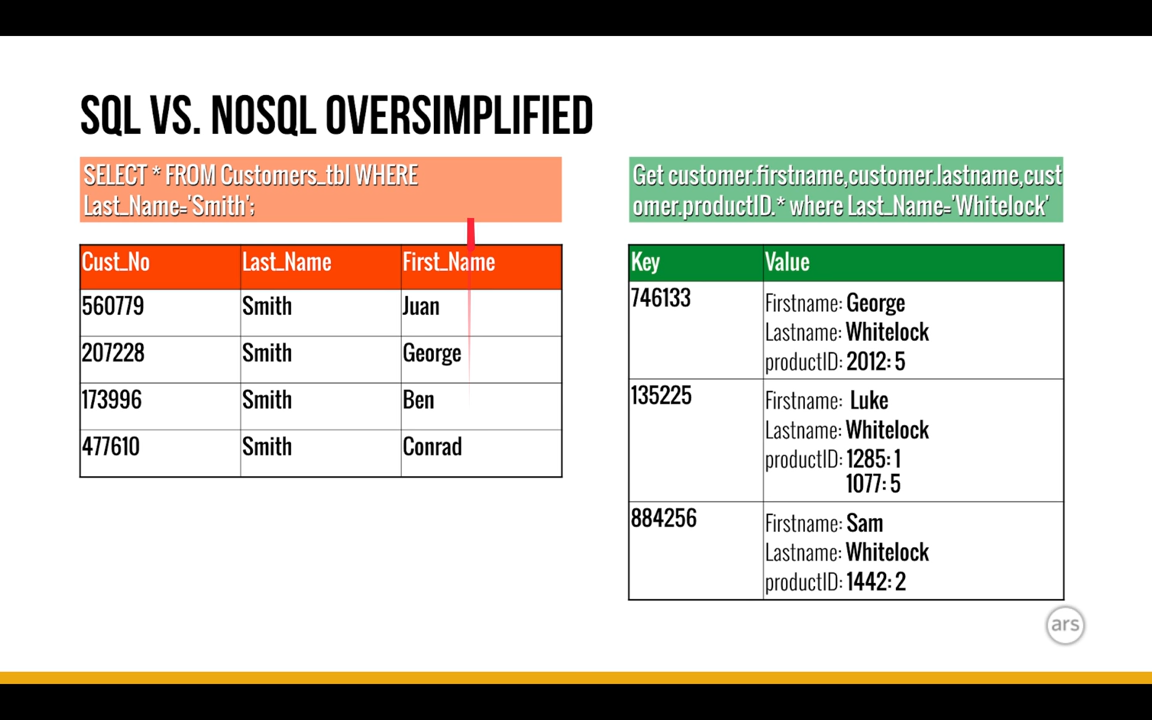 SQL VS. NOSQL OVERSIMPLIFIED
SELECT * FROM Customers_tbl WHERE
Last_Name='Smith';
Cust_No Last_Name First_Name
560779 Smith Juan
207228 Smith George
173996 Smith Ben
477610 Smith Conrad
Get customer.firstname,customer.lastname,cust
omer.productID.* where Last_Name='Whitelock'
Key Value
746133 Firstname: George
Lastname: Whitelock
productID: 2012: 5
135225 Firstname: Luke
Lastname: Whitelock
productID: 1285: 1
1077: 5
884256 Firstname: Sam
Lastname: Whitelock
productID: 1442: 2
ars